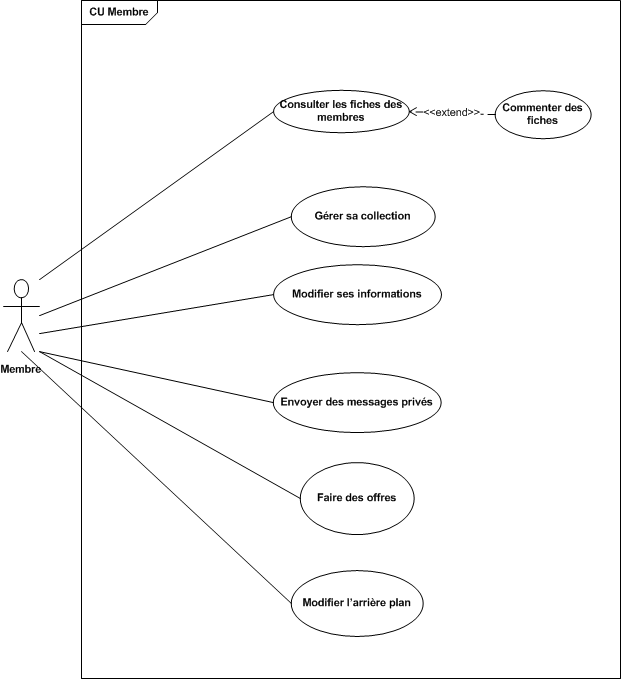 CU Membre
Consulter les fiches des
membres
<<extend>>
Commenter des
fiches
Gérer sa collection
Modifier ses informations
Membre
Envoyer des messages privés
Faire des offres
Modifier l'arrière plan